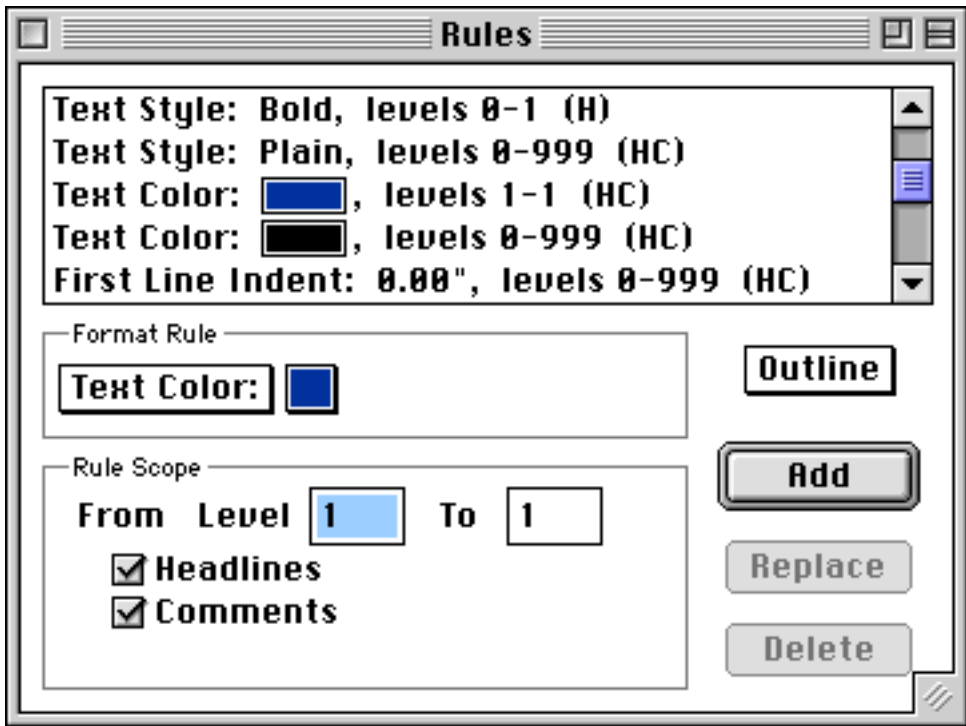 Rules
Text Style: Bold, levels 0-1 (H)
Text Style: Plain, levels 0-999 (HC)
Text Color: , levels 1-1 (HC)
Text Color: , levels 0-999 (HC)
First Line Indent: 0.00", levels 0-999 (HC)
Format Rule
Text Color:
Outline
Rule Scope
From Level 1 To 1
Headlines
Comments
Add
Replace
Delete